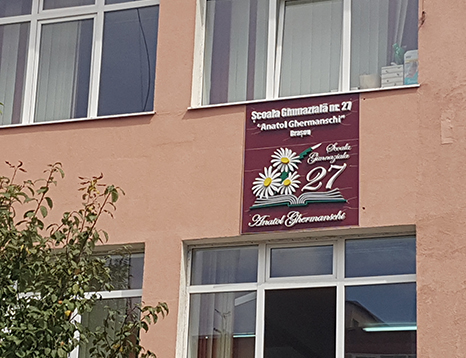 Școala Gimnazială nr. 27
"Anatol Ghermanschi"
Brașov
Școala
Gimnazială
27
Anatol Ghermanschi